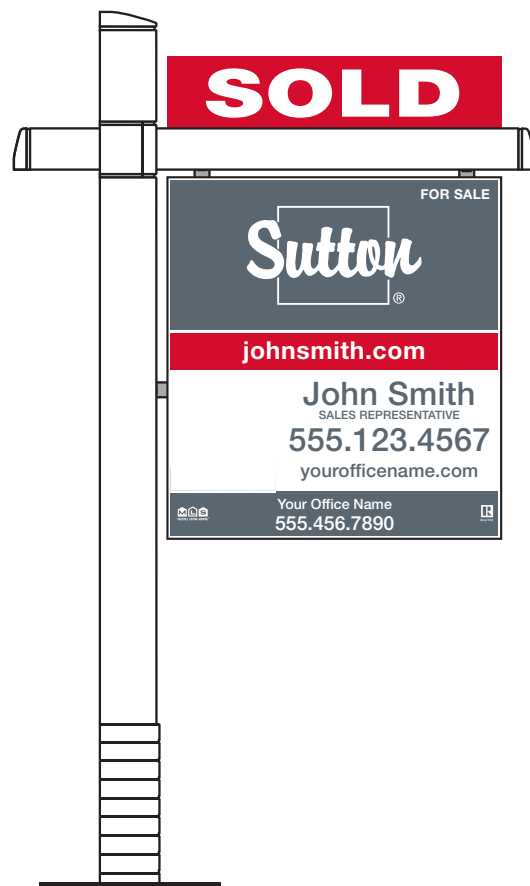 SOLD
FOR SALE
Sutton
®
johnsmith.com
John Smith
SALES REPRESENTATIVE
555.123.4567
yourofficename.com
Your Office Name
555.456.7890
MLS
R